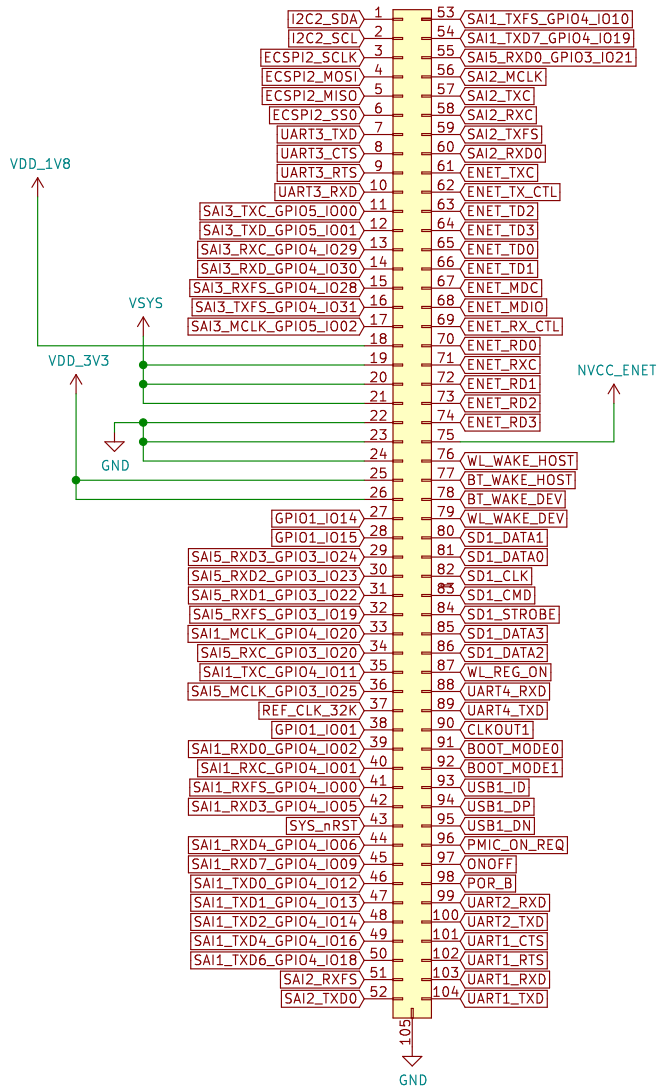 I2C2_SDA 1 53 SAI1_TXFS_GPIO4_IO10
I2C2_SCL 2 54 SAI1_TXD7_GPIO4_IO19
ECSPI2_SCLK 3 55 SAI5_RXD0_GPIO3_IO21
ECSPI2_MOSI 4 56 SAI2_MCLK
ECSPI2_MISO 5 57 SAI2_TXC
ECSPI2_SS0 6 58 SAI2_RXC
UART3_TXD 7 59 SAI2_TXFS
UART3_CTS 8 60 SAI2_RXD0
VDD_1V8
UART3_RTS 9 61 ENET_TXC
UART3_RXD 10 62 ENET_TX_CTL
SAI3_TXC_GPIO5_IO00 11 63 ENET_TD2
SAI3_TXD_GPIO5_IO01 12 64 ENET_TD3
SAI3_RXC_GPIO4_IO29 13 65 ENET_TD0
SAI3_RXD_GPIO4_IO30 14 66 ENET_TD1
SAI3_RXFS_GPIO4_IO28 15 67 ENET_MDC
VSYS
SAI3_TXFS_GPIO4_IO31 16 68 ENET_MDIO
SAI3_MCLK_GPIO5_IO02 17 69 ENET_RX_CTL
18 70 ENET_RD0
VDD_3V3
19 71 ENET_RXC
NVCC_ENET
20 72 ENET_RD1
21 73 ENET_RD2
22 74 ENET_RD3
23 75
GND
24 76 WL_WAKE_HOST
25 77 BT_WAKE_HOST
26 78 BT_WAKE_DEV
GPIO1_IO14 27 79 WL_WAKE_DEV
GPIO1_IO15 28 80 SD1_DATA1
SAI5_RXD3_GPIO3_IO24 29 81 SD1_DATA0
SAI5_RXD2_GPIO3_IO23 30 82 SD1_CLK
SAI5_RXD1_GPIO3_IO22 31 83 SD1_CMD
SAI5_RXFS_GPIO3_IO19 32 84 SD1_STROBE
SAI1_MCLK_GPIO4_IO20 33 85 SD1_DATA3
SAI5_RXC_GPIO3_IO20 34 86 SD1_DATA2
SAI1_TXC_GPIO4_IO11 35 87 WL_REG_ON
SAI5_MCLK_GPIO3_IO25 36 88 UART4_RXD
REF_CLK_32K 37 89 UART4_TXD
GPIO1_IO01 38 90 CLKOUT1
SAI1_RXD0_GPIO4_IO02 39 91 BOOT_MODE0
SAI1_RXC_GPIO4_IO01 40 92 BOOT_MODE1
SAI1_RXFS_GPIO4_IO00 41 93 USB1_ID
SAI1_RXD3_GPIO4_IO05 42 94 USB1_DP
SYS_nRST 43 95 USB1_DN
SAI1_RXD4_GPIO4_IO06 44 96 PMIC_ON_REQ
SAI1_RXD7_GPIO4_IO09 45 97 ONOFF
SAI1_TXD0_GPIO4_IO12 46 98 POR_B
SAI1_TXD1_GPIO4_IO13 47 99 UART2_RXD
SAI1_TXD2_GPIO4_IO14 48 100 UART2_TXD
SAI1_TXD4_GPIO4_IO16 49 101 UART1_CTS
SAI1_TXD6_GPIO4_IO18 50 102 UART1_RTS
SAI2_RXFS 51 103 UART1_RXD
SAI2_TXD0 52 104 UART1_TXD
105
GND